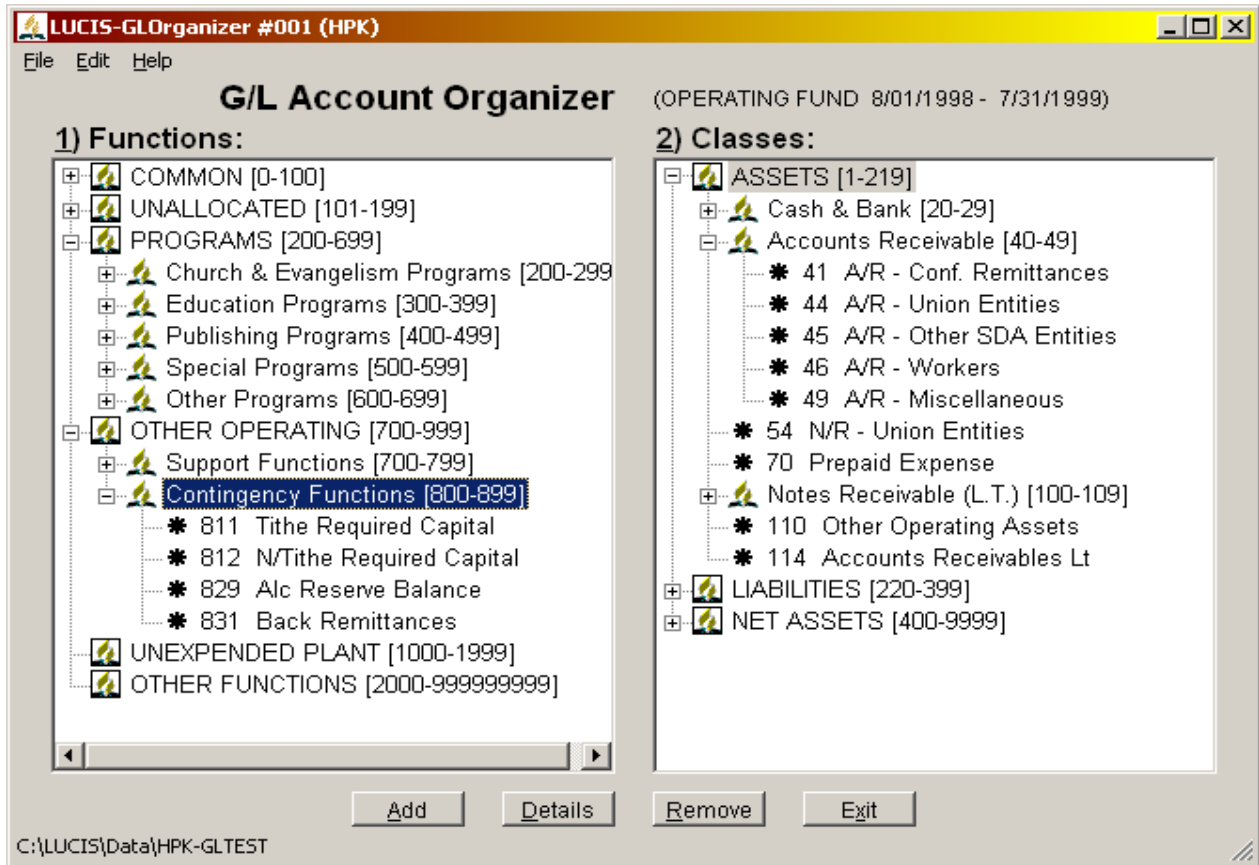 LUCIS-GLOrganizer #001 (HPK)
File Edit Help
G/L Account Organizer (OPERATING FUND 8/01/1998 - 7/31/1999)
1) Functions:
COMMON [0-100]
UNALLOCATED [101-199]
PROGRAMS [200-699]
Church & Evangelism Programs [200-299
Education Programs [300-399]
Publishing Programs [400-499]
Special Programs [500-599]
Other Programs [600-699]
OTHER OPERATING [700-999]
Support Functions [700-799]
Contingency Functions [800-899]
811 Tithe Required Capital
812 N/Tithe Required Capital
829 Alc Reserve Balance
831 Back Remittances
UNEXPENDED PLANT [1000-1999]
OTHER FUNCTIONS [2000-999999999]
2) Classes:
ASSETS [1-219]
Cash & Bank [20-29]
Accounts Receivable [40-49]
41 A/R - Conf. Remittances
44 A/R - Union Entities
45 A/R - Other SDA Entities
46 A/R - Workers
49 A/R - Miscellaneous
54 N/R - Union Entities
70 Prepaid Expense
Notes Receivable (L.T.) [100-109]
110 Other Operating Assets
114 Accounts Receivables Lt
LIABILITIES [220-399]
NET ASSETS [400-9999]
Add Details Remove Exit
C:\LUCIS\Data\HPK-GLTEST